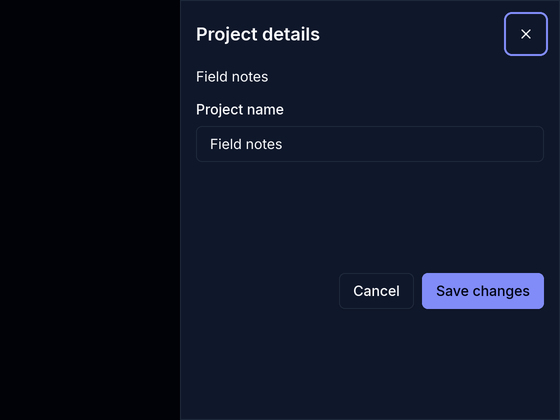 Project details
Field notes
Project name
Field notes
Cancel
Save changes